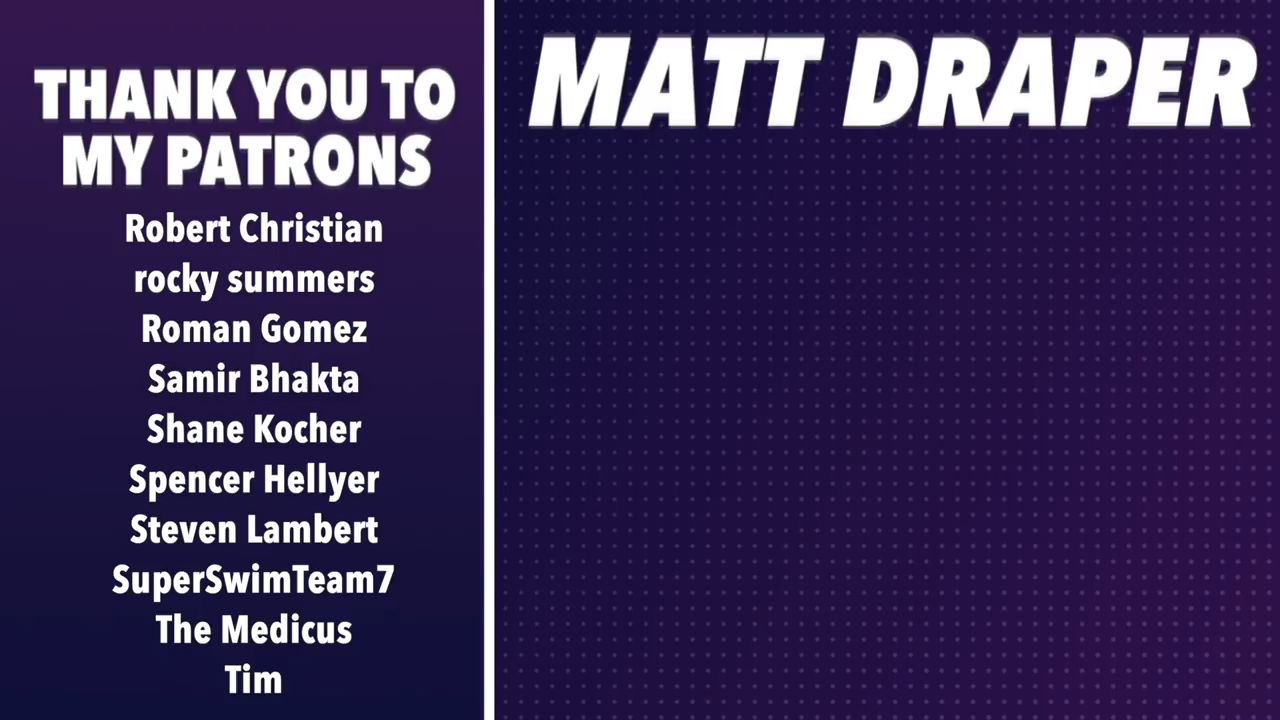 THANK YOU TO
MY PATRONS
Robert Christian
rocky summers
Roman Gomez
Samir Bhakta
Shane Kocher
Spencer Hellyer
Steven Lambert
SuperSwimTeam7
The Medicus
Tim
MATT DRAPER